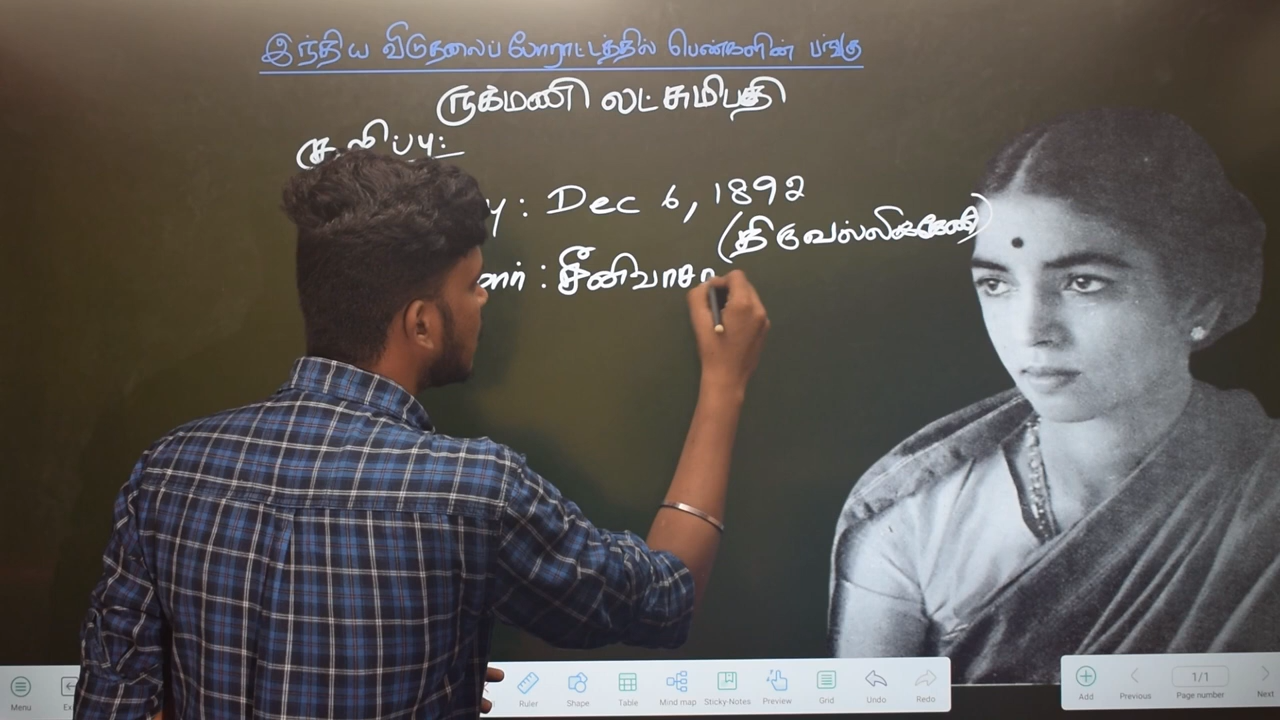 இந்திய விடுதலைப் போராட்டத்தில் பெண்களின் பங்கு
ருக்மணி லட்சுமிபதி
குறிப்பு:
பு : Dec 6, 1892
(திருவல்லிக்கேணி)
னர் : சீனிவாசா
Menu
Ruler
Shape
Table
Mind map
Sticky-Notes
Preview
Grid
Undo
Redo
Add
Previous
1/1
Page number
Next